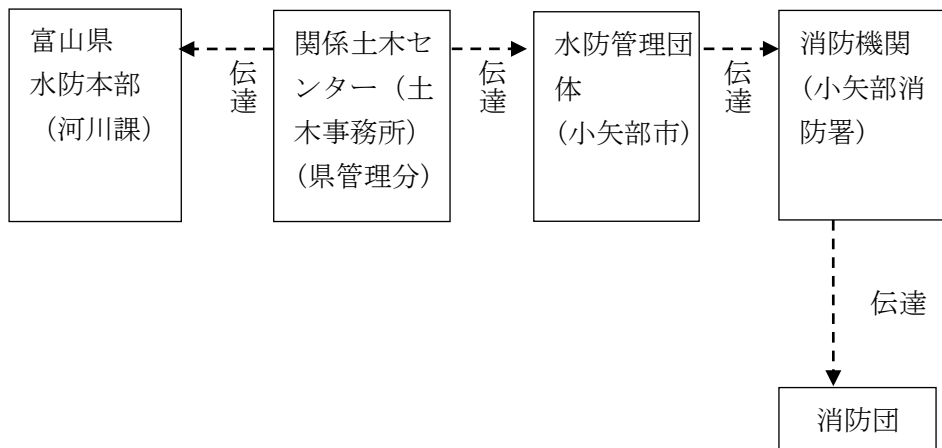 富山県
水防本部
（河川課）
伝達
関係土木セ
ンター（土
木事務所）
（県管理分）
伝達
水防管理団
体
（小矢部市）
伝達
消防機関
（小矢部消
防署）
伝達
消防団